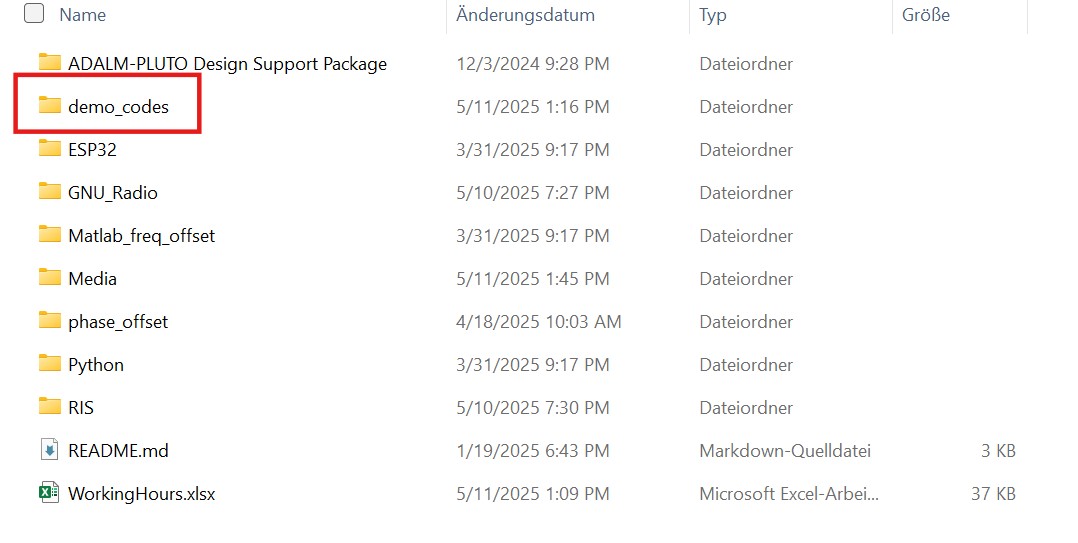 Name Änderungsdatum Typ Größe
ADALM-PLUTO Design Support Package 12/3/2024 9:28 PM Dateiordner
demo_codes 5/11/2025 1:16 PM Dateiordner
ESP32 3/31/2025 9:17 PM Dateiordner
GNU_Radio 5/10/2025 7:27 PM Dateiordner
Matlab_freq_offset 3/31/2025 9:17 PM Dateiordner
Media 5/11/2025 1:45 PM Dateiordner
phase_offset 4/18/2025 10:03 AM Dateiordner
Python 3/31/2025 9:17 PM Dateiordner
RIS 5/10/2025 7:30 PM Dateiordner
README.md 1/19/2025 6:43 PM Markdown-Quelldatei 3 KB
WorkingHours.xlsx 5/11/2025 1:09 PM Microsoft Excel-Arbei... 37 KB